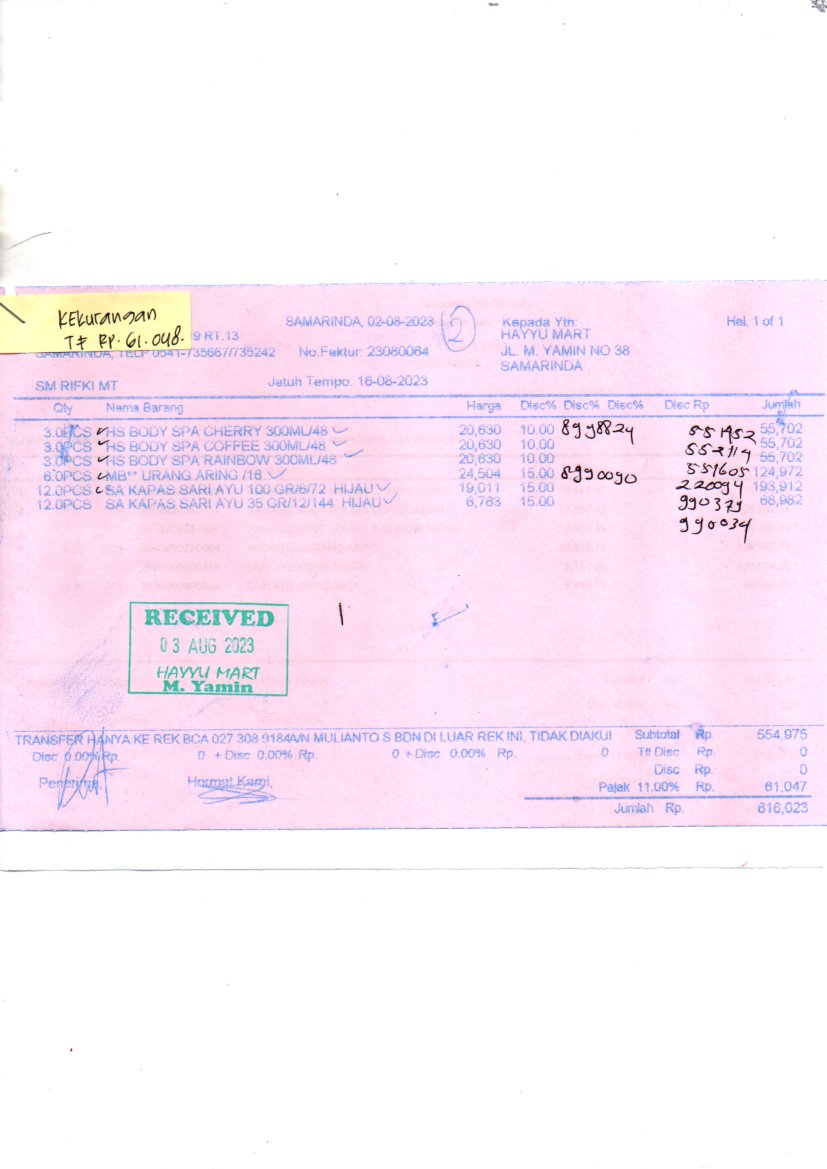 KEKURANGAN
TF RP. 61.048.
9 RT.13
SAMARINDA, TELP 0541-735667/735242
SM RIFKI MT
SAMARINDA, 02-08-2023
2
No.Faktur: 23080064
Jatuh Tempo: 16-08-2023
Kepada Yth:
HAYYU MART
JL. M. YAMIN NO 38
SAMARINDA
Hal. 1 of 1
Qty Nama Barang Harga Disc% Disc% Disc% Disc Rp Jumlah
3.0PCS HS BODY SPA CHERRY 300ML/48 20,630 10.00 8998824 551952 55,702
3.0PCS HS BODY SPA COFFEE 300ML/48 20,630 10.00 552119 55,702
3.0PCS HS BODY SPA RAINBOW 300ML/48 20,630 10.00 551605 55,702
6.0PCS MB** URANG ARING /16 24,504 15.00 8990090 220094 124,972
12.0PCS SA KAPAS SARI AYU 100 GR/6/72 HIJAU 19,011 15.00 990379 193,912
12.0PCS SA KAPAS SARI AYU 35 GR/12/144 HIJAU 6,763 15.00 990034 68,982
RECEIVED
03 AUG 2023
HAYYU MART
M. Yamin
TRANSFER HANYA KE REK BCA 027 308 9184A/N MULIANTO S BDN DI LUAR REK INI, TIDAK DIAKUI
Disc 0.00% Rp. 0 + Disc 0.00% Rp. 0 + Disc 0.00% Rp. 0
Penerima, Hormat Kami,
Subtotal Rp. 554,975
Ttl Disc Rp. 0
Disc Rp. 0
Pajak 11.00% Rp. 61,047
Jumlah Rp. 616,023